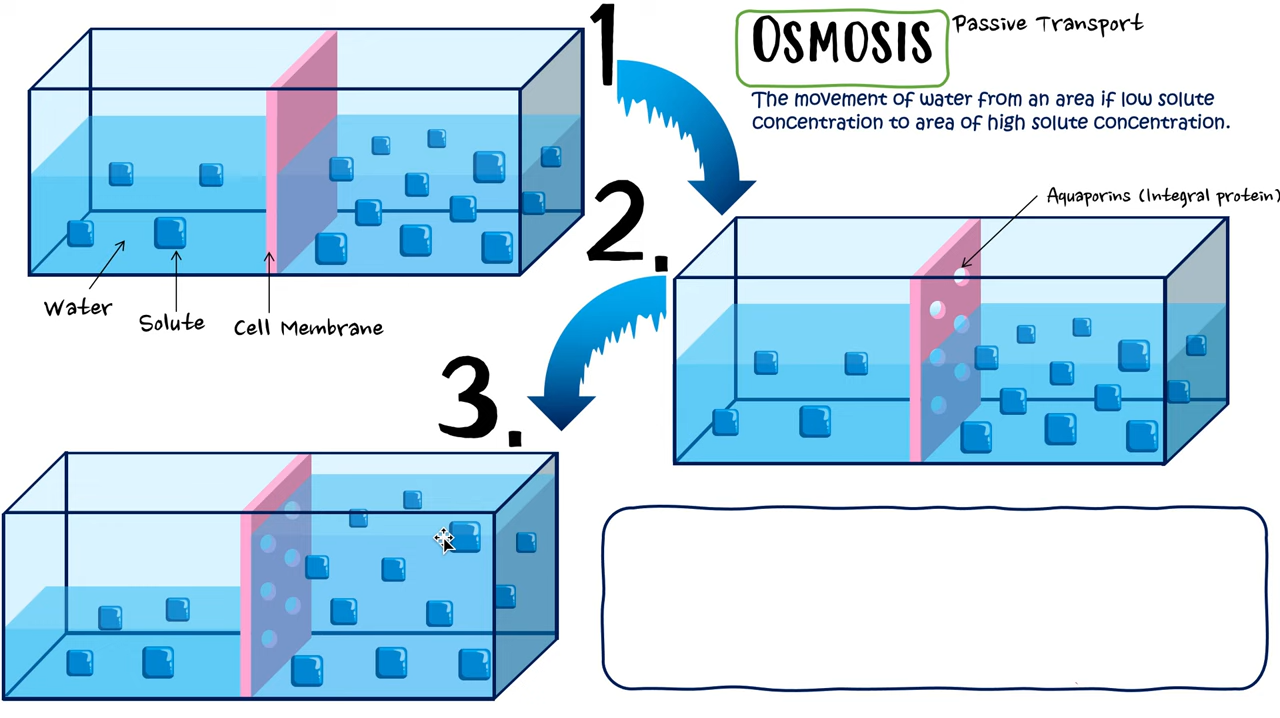 1
OSMOSIS
Passive Transport
The movement of water from an area if low solute
concentration to area of high solute concentration.
2.
Aquaporins (Integral protein)
Water
Solute
Cell Membrane
3.